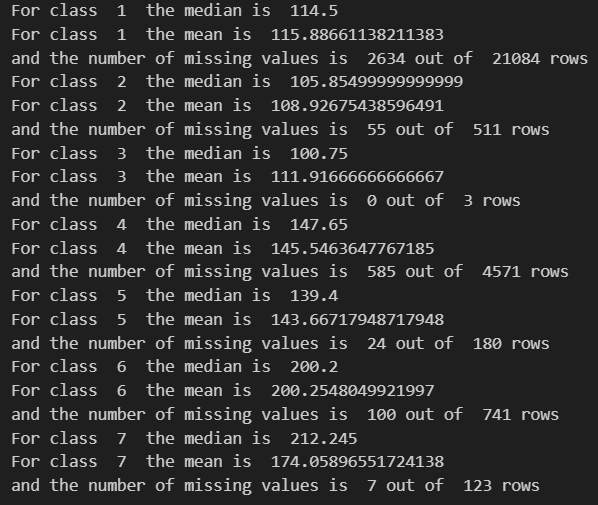 For class  1  the median is  114.5
For class  1  the mean is  115.88661138211383
and the number of missing values is  2634 out of  21084 rows
For class  2  the median is  105.85499999999999
For class  2  the mean is  108.92675438596491
and the number of missing values is  55 out of  511 rows
For class  3  the median is  100.75
For class  3  the mean is  111.91666666666667
and the number of missing values is  0 out of  3 rows
For class  4  the median is  147.65
For class  4  the mean is  145.5463647767185
and the number of missing values is  585 out of  4571 rows
For class  5  the median is  139.4
For class  5  the mean is  143.66717948717948
and the number of missing values is  24 out of  180 rows
For class  6  the median is  200.2
For class  6  the mean is  200.2548049921997
and the number of missing values is  100 out of  741 rows
For class  7  the median is  212.245
For class  7  the mean is  174.05896551724138
and the number of missing values is  7 out of  123 rows